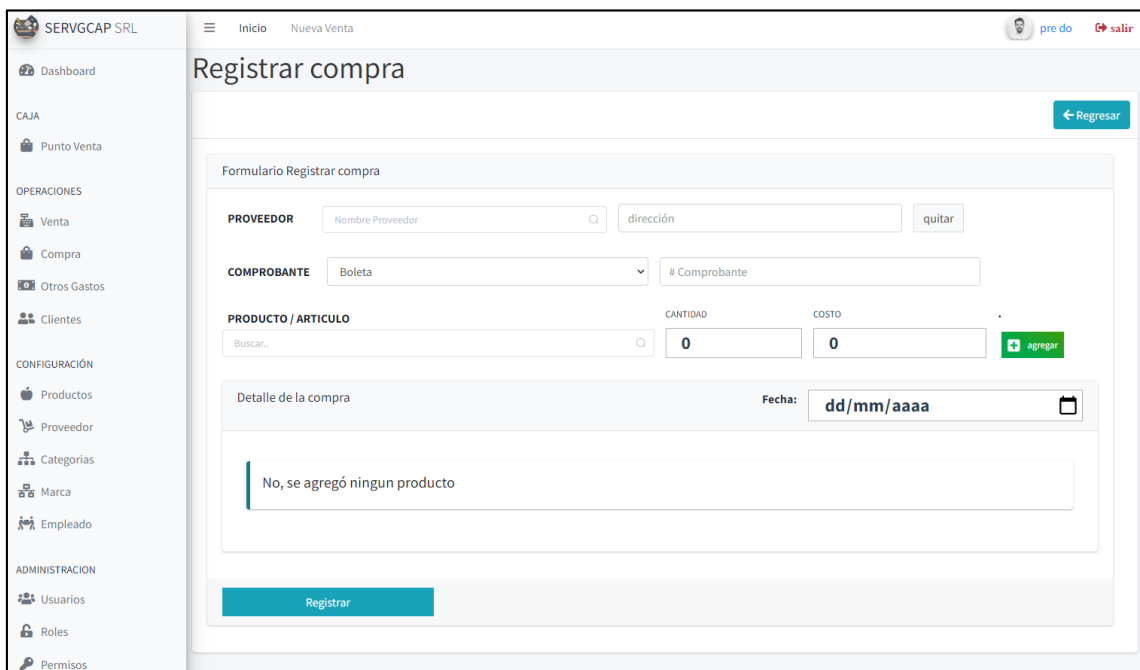 SERVGCAP SRL
Inicio Nueva Venta
pre do salir
Dashboard
CAJA
Punto Venta
OPERACIONES
Venta
Compra
Otros Gastos
Clientes
CONFIGURACIÓN
Productos
Proveedor
Categorias
Marca
Empleado
ADMINISTRACION
Usuarios
Roles
Permisos
Registrar compra
Regresar
Formulario Registrar compra
PROVEEDOR Nombre Proveedor dirección quitar
COMPROBANTE Boleta # Comprobante
PRODUCTO / ARTICULO CANTIDAD COSTO .
Buscar.. 0 0 agregar
Detalle de la compra Fecha: dd/mm/aaaa
No, se agregó ningun producto
Registrar